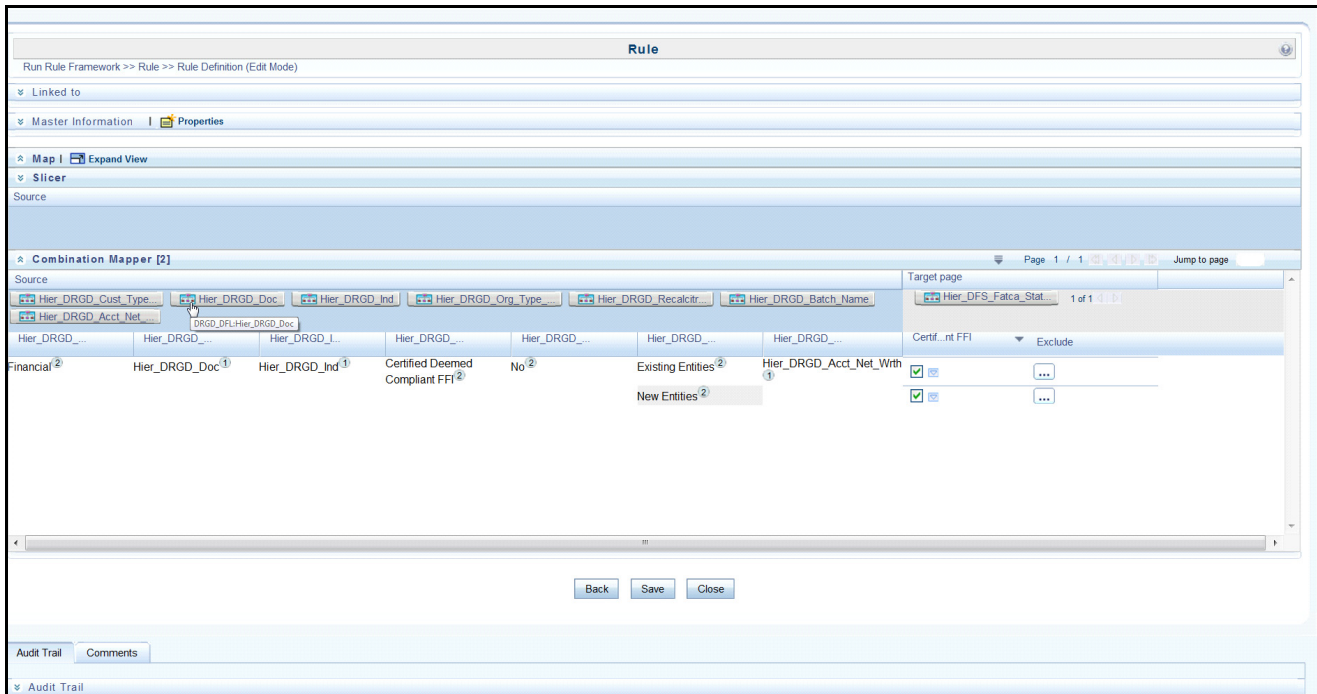 Rule
Run Rule Framework >> Rule >> Rule Definition (Edit Mode)
Linked to
Master Information | Properties
Map | Expand View
Slicer
Source
Combination Mapper [2] Page 1 / 1 Jump to page
Source Target page
Hier_DRGD_Cust_Type... Hier_DRGD_Doc Hier_DRGD_Ind Hier_DRGD_Org_Type_... Hier_DRGD_Recalcitr... Hier_DRGD_Batch_Name Hier_DFS_Fatca_Stat... 1 of 1
Hier_DRGD_Acct_Net_... DRGD_DFL:Hier_DRGD_Doc
Hier_DRGD_... Hier_DRGD_... Hier_DRGD_I... Hier_DRGD_... Hier_DRGD_... Hier_DRGD_... Hier_DRGD_... Certif...nt FFI Exclude
Financial 2 Hier_DRGD_Doc 1 Hier_DRGD_Ind 1 Certified Deemed No 2 Existing Entities 2 Hier_DRGD_Acct_Net_Wrth ...
Compliant FFI 2 1
New Entities 2 ...
Back Save Close
Audit Trail Comments
Audit Trail